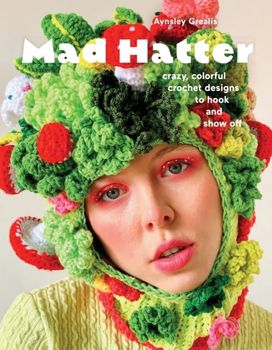 Aynsley Grealis
Mad Hatter
crazy, colorful
crochet designs
to hook
and
show off